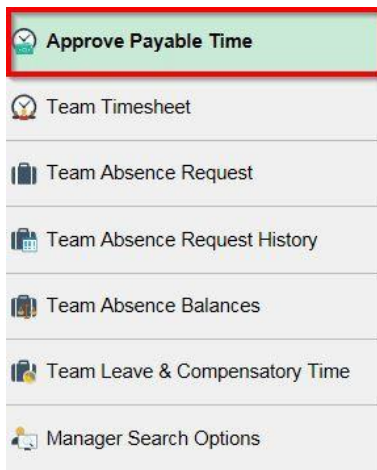 Approve Payable Time
Team Timesheet
Team Absence Request
Team Absence Request History
Team Absence Balances
Team Leave & Compensatory Time
Manager Search Options